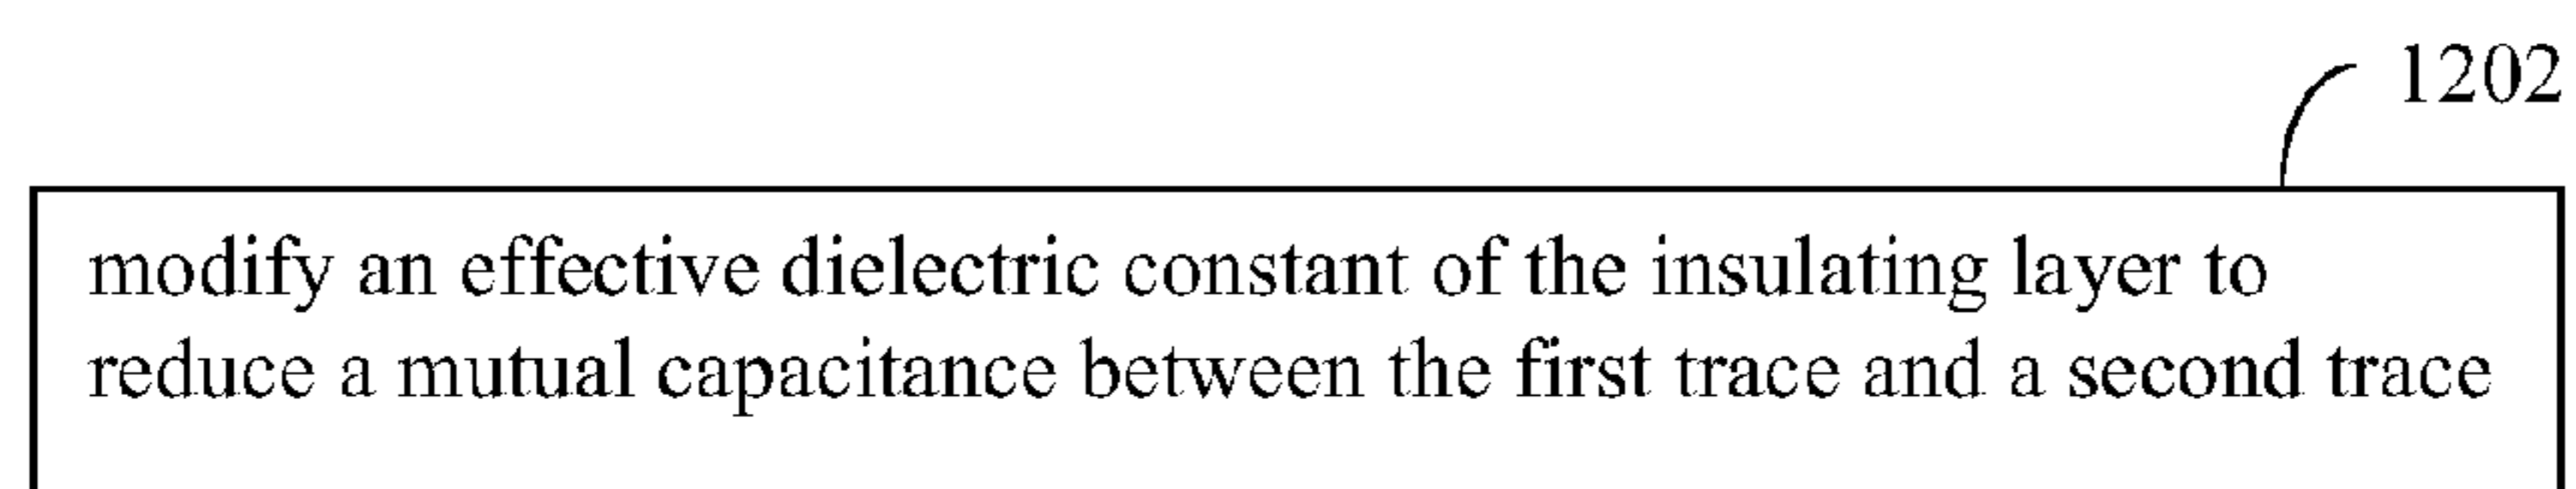 1202
modify an effective dielectric constant of the insulating layer to
reduce a mutual capacitance between the first trace and a second trace